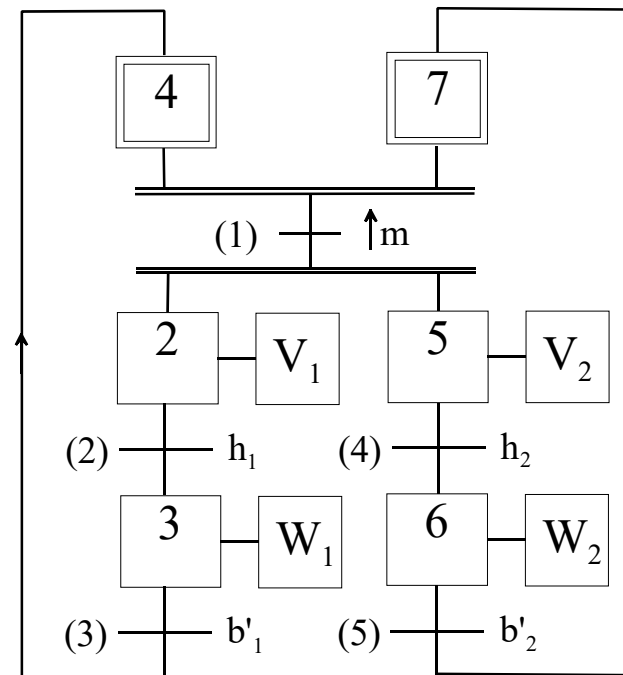 4 7
(1) ↑m
2 V₁ 5 V₂
(2) h₁ (4) h₂
3 W₁ 6 W₂
(3) b'₁ (5) b'₂